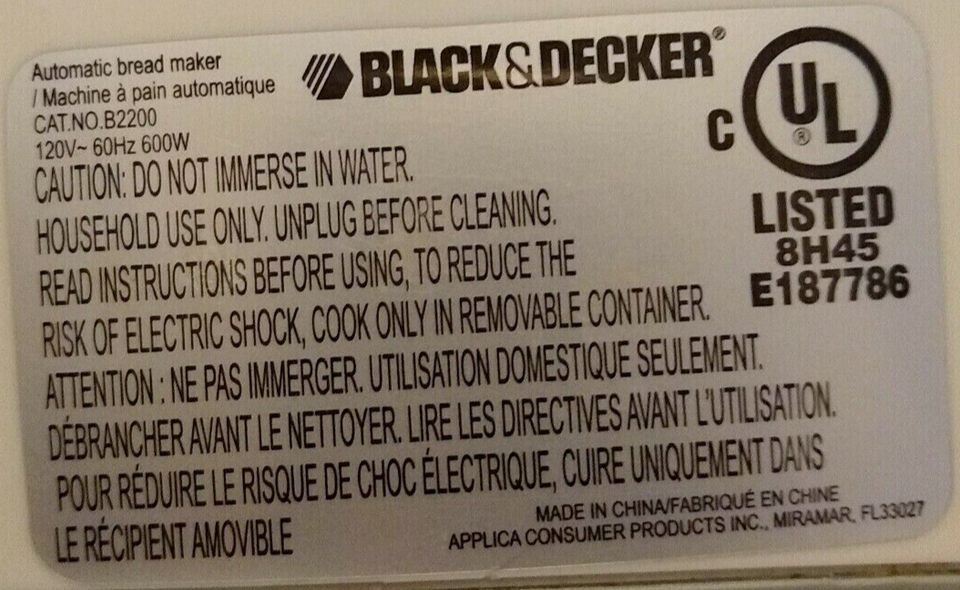 Automatic bread maker
/ Machine à pain automatique
CAT.NO.B2200
120V~ 60Hz 600W
BLACK&DECKER®
C UL®
LISTED
8H45
E187786
CAUTION: DO NOT IMMERSE IN WATER.
HOUSEHOLD USE ONLY. UNPLUG BEFORE CLEANING.
READ INSTRUCTIONS BEFORE USING, TO REDUCE THE
RISK OF ELECTRIC SHOCK, COOK ONLY IN REMOVABLE CONTAINER.
ATTENTION : NE PAS IMMERGER. UTILISATION DOMESTIQUE SEULEMENT.
DÉBRANCHER AVANT LE NETTOYER. LIRE LES DIRECTIVES AVANT L'UTILISATION.
POUR RÉDUIRE LE RISQUE DE CHOC ÉLECTRIQUE, CUIRE UNIQUEMENT DANS
LE RÉCIPIENT AMOVIBLE
MADE IN CHINA/FABRIQUÉ EN CHINE
APPLICA CONSUMER PRODUCTS INC., MIRAMAR, FL33027